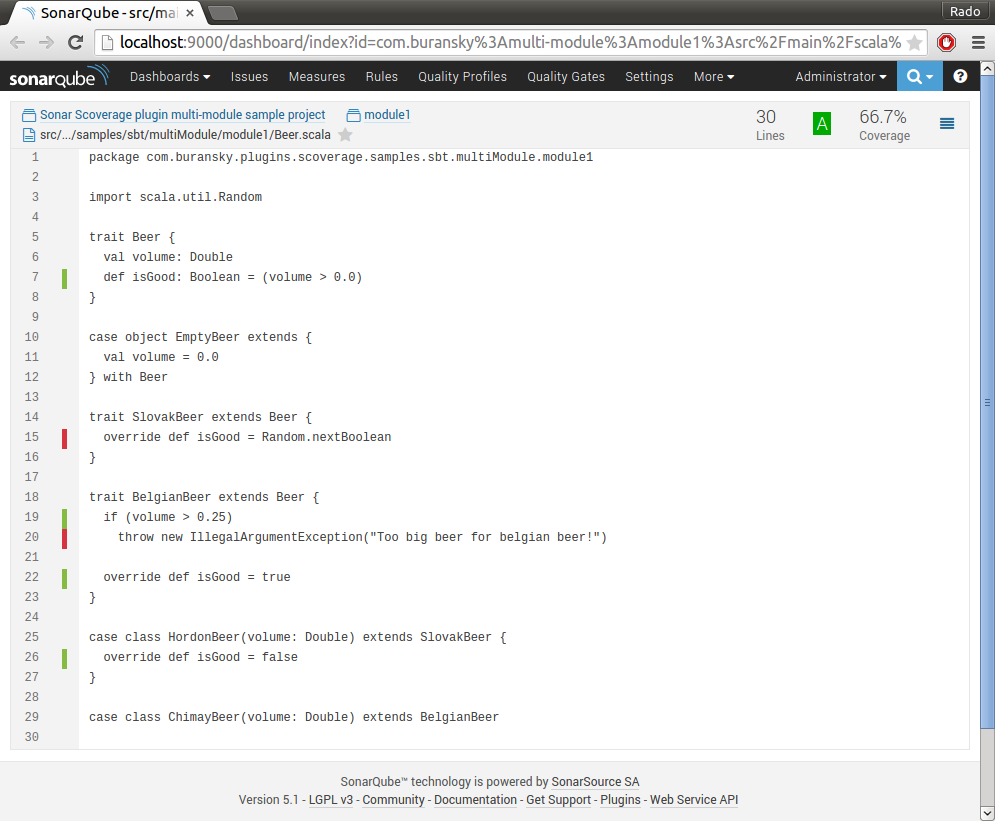 SonarQube - src/mai
Rado
localhost:9000/dashboard/index?id=com.buransky%3Amulti-module%3Amodule1%3Asrc%2Fmain%2Fscala%
sonarqube Dashboards Issues Measures Rules Quality Profiles Quality Gates Settings More Administrator ?
Sonar Scoverage plugin multi-module sample project module1
src/.../samples/sbt/multiModule/module1/Beer.scala
30 A 66.7%
Lines Coverage
1 package com.buransky.plugins.scoverage.samples.sbt.multiModule.module1
2
3 import scala.util.Random
4
5 trait Beer {
6   val volume: Double
7   def isGood: Boolean = (volume > 0.0)
8 }
9
10 case object EmptyBeer extends {
11   val volume = 0.0
12 } with Beer
13
14 trait SlovakBeer extends Beer {
15   override def isGood = Random.nextBoolean
16 }
17
18 trait BelgianBeer extends Beer {
19   if (volume > 0.25)
20     throw new IllegalArgumentException("Too big beer for belgian beer!")
21
22   override def isGood = true
23 }
24
25 case class HordonBeer(volume: Double) extends SlovakBeer {
26   override def isGood = false
27 }
28
29 case class ChimayBeer(volume: Double) extends BelgianBeer
30
SonarQube™ technology is powered by SonarSource SA
Version 5.1 - LGPL v3 - Community - Documentation - Get Support - Plugins - Web Service API